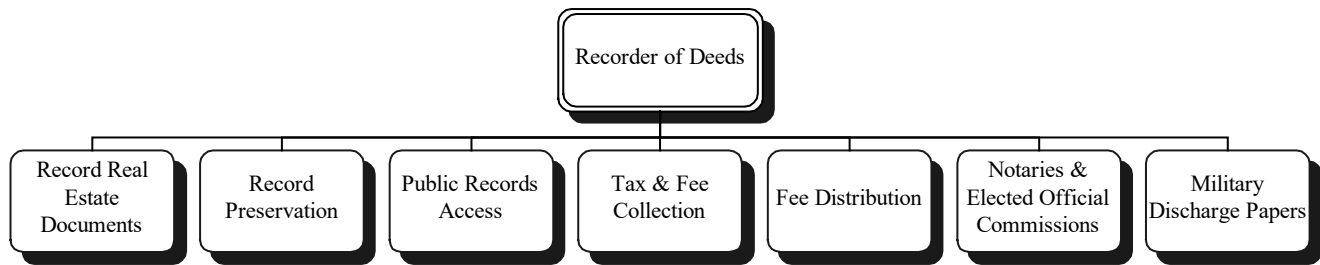 Recorder of Deeds
Record Real
Estate
Documents
Record
Preservation
Public Records
Access
Tax & Fee
Collection
Fee Distribution
Notaries &
Elected Official
Commissions
Military
Discharge Papers